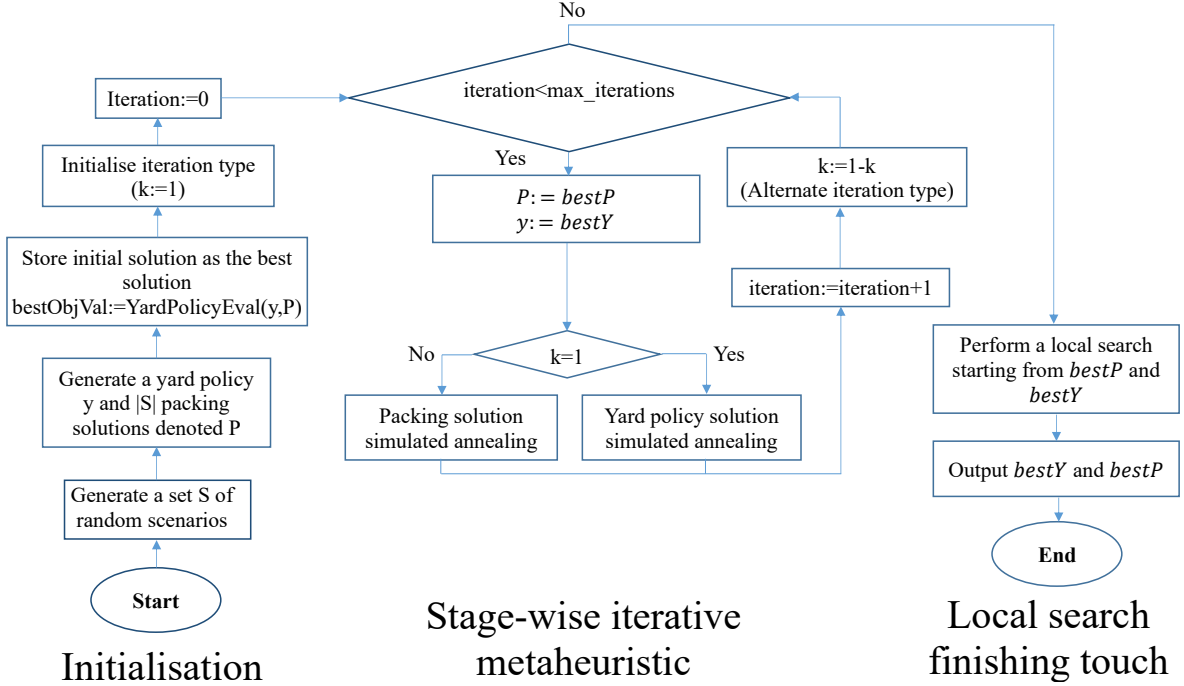 No
iteration<max_iterations
Iteration:=0
Initialise iteration type
(k:=1)
Yes
k:=1-k
(Alternate iteration type)
P: = bestP
y: = bestY
Store initial solution as the best
solution
bestObjVal:=YardPolicyEval(y,P)
iteration:=iteration+1
No
k=1
Yes
Perform a local search
starting from bestP and
bestY
Generate a yard policy
y and |S| packing
solutions denoted P
Packing solution
simulated annealing
Yard policy solution
simulated annealing
Output bestY and bestP
Generate a set S of
random scenarios
End
Start
Initialisation
Stage-wise iterative
metaheuristic
Local search
finishing touch